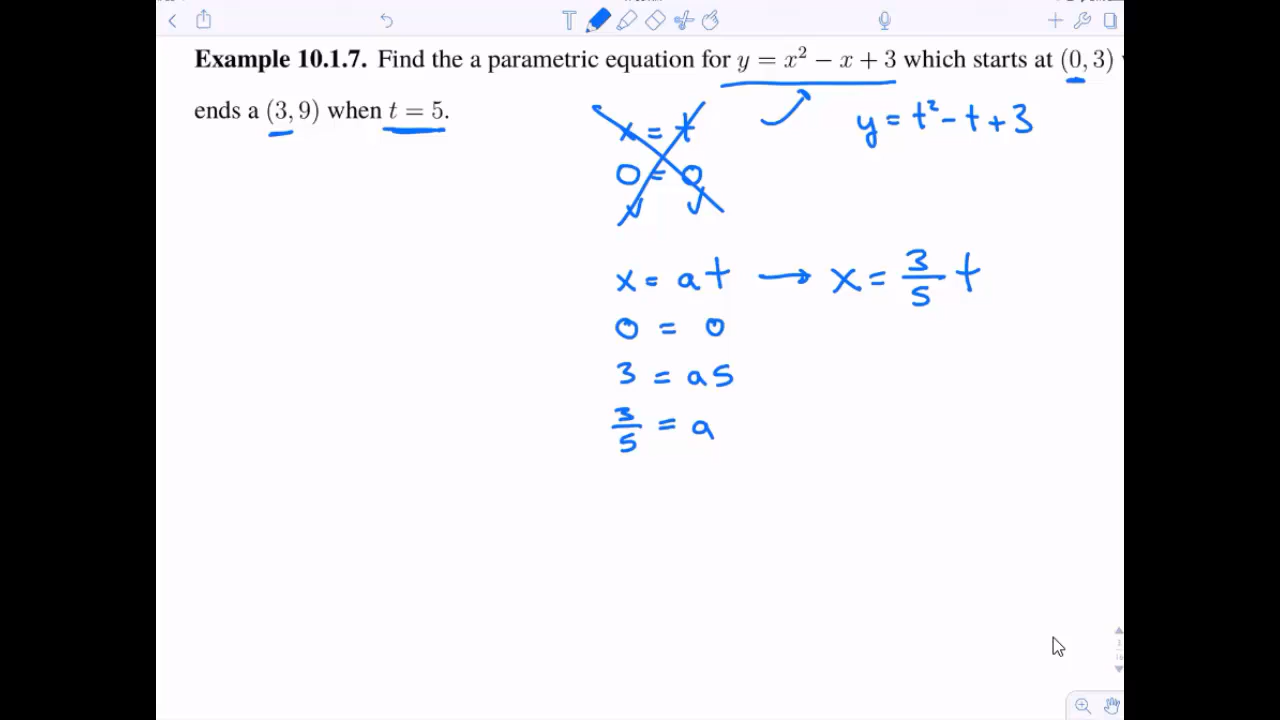 Example 10.1.7. Find the a parametric equation for y = x² − x + 3 which starts at (0, 3)
ends a (3, 9) when t = 5.
x = t
y = t² - t + 3
0 = 0
x = at → x = 3/5 t
0 = 0
3 = a5
3/5 = a